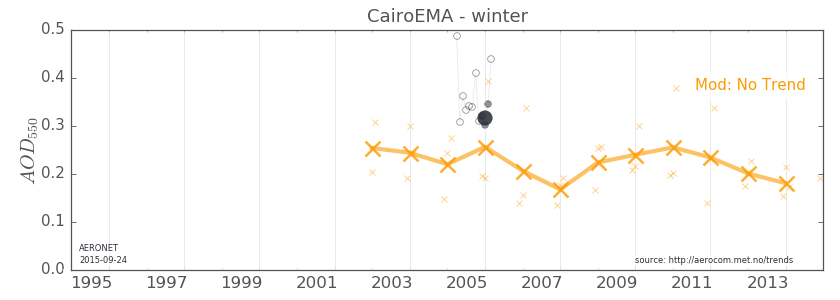 CairoEMA - winter
0.5
0.4
0.3
0.2
0.1
0.0
AOD550
Mod: No Trend
AERONET
2015-09-24
source: http://aerocom.met.no/trends
1995 1997 1999 2001 2003 2005 2007 2009 2011 2013